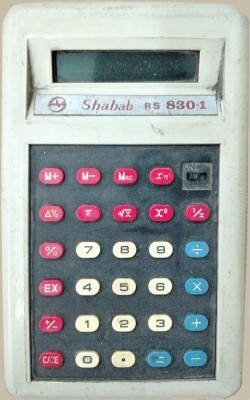 Shahab RS 830-1
M+ M- MRC Σn
Δ% π √x X² 1/x
% 7 8 9 ÷
EX 4 5 6 ×
+/- 1 2 3 +
C/CE 0 . = −